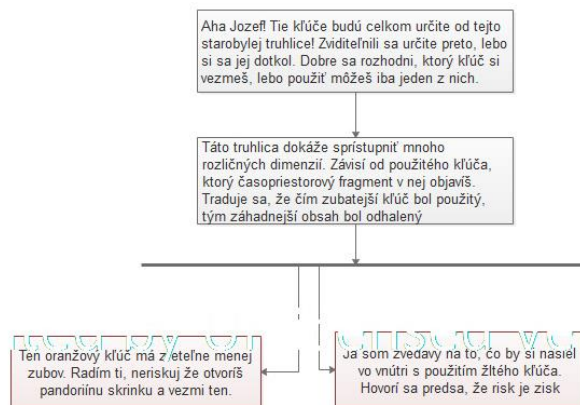 Aha Jozef! Tie kľúče budú celkom určite od tejto
starobylej truhlice! Zviditeľnili sa určite preto, lebo
si sa jej dotkol. Dobre sa rozhodni, ktorý kľúč si
vezmeš, lebo použiť môžeš iba jeden z nich.
Táto truhlica dokáže sprístupniť mnoho
rozličných dimenzií. Závisí od použitého kľúča,
ktorý časopriestorový fragment v nej objavíš.
Traduje sa, že čím zubatejší kľúč bol použitý,
tým záhadnejší obsah bol odhalený
Ten oranžový kľúč má zreteľne menej
zubov. Radím ti, neriskuj že otvoríš
pandoriínu skrinku a vezmi ten.
Ja som zvedavý na to, čo by si našiel
vo vnútri s použitím žltého kľúča.
Hovorí sa predsa, že risk je zisk